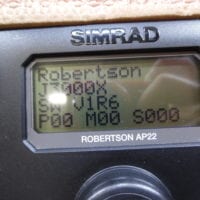 SIMRAD
Robertson
J3000X
SW V1R6
P00 M00 S000
ROBERTSON AP22